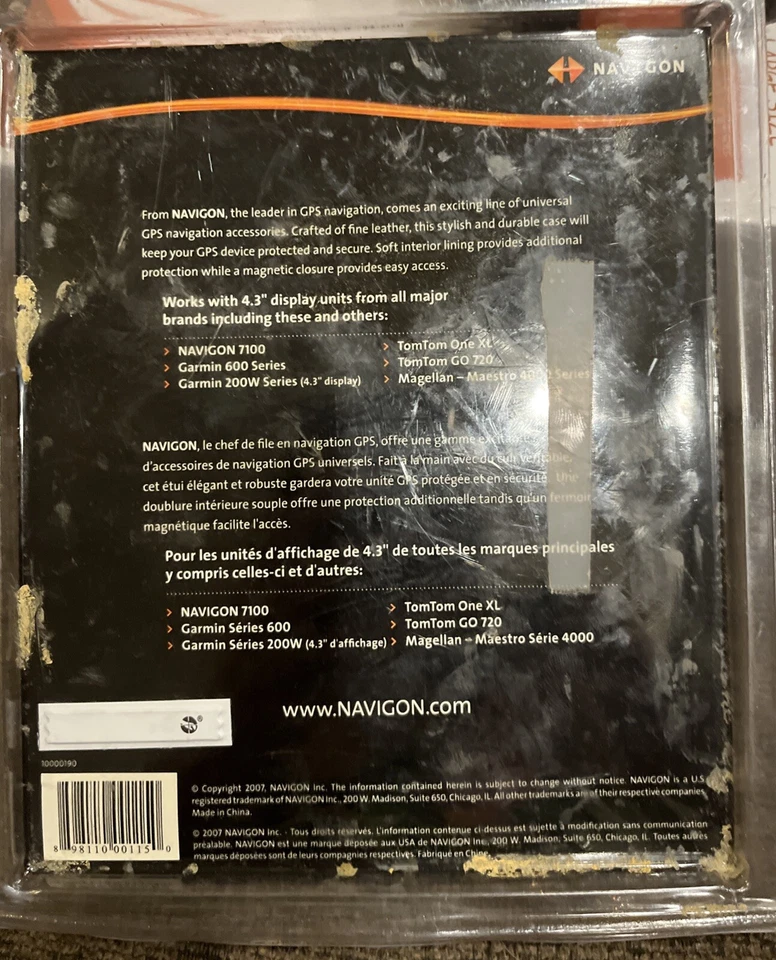 NAVIGON
From NAVIGON, the leader in GPS navigation, comes an exciting line of universal
GPS navigation accessories. Crafted of fine leather, this stylish and durable case will
keep your GPS device protected and secure. Soft interior lining provides additional
protection while a magnetic closure provides easy access.
Works with 4.3" display units from all major
brands including these and others:
> NAVIGON 7100
> Garmin 600 Series
> Garmin 200W Series (4.3" display)
> TomTom One XL
> TomTom GO 720
> Magellan – Maestro 4000 Series
NAVIGON, le chef de file en navigation GPS, offre une gamme excitante
d'accessoires de navigation GPS universels. Fait à la main avec du cuir véritable,
cet étui élégant et robuste gardera votre unité GPS protégée et en sécurité. Une
doublure intérieure souple offre une protection additionnelle tandis qu'un fermoir
magnétique facilite l'accès.
Pour les unités d'affichage de 4.3" de toutes les marques principales
y compris celles-ci et d'autres:
> NAVIGON 7100
> Garmin Séries 600
> Garmin Séries 200W (4.3" d'affichage)
> TomTom One XL
> TomTom GO 720
> Magellan – Maestro Série 4000
www.NAVIGON.com
10000190
8 98110 00115 0
© Copyright 2007, NAVIGON Inc. The information contained herein is subject to change without notice. NAVIGON is a U.S.
registered trademark of NAVIGON Inc., 200 W. Madison, Suite 650, Chicago, IL. All other trademarks are of their respective companies.
Made in China.
© 2007 NAVIGON Inc. - Tous droits réservés. L'information contenue ci-dessus est sujette à modification sans communication
préalable. NAVIGON est une marque déposée aux USA de NAVIGON Inc., 200 W. Madison, Suite 650, Chicago, IL. Toutes autres
marques déposées sont de leurs compagnies respectives. Fabriqué en Chine.